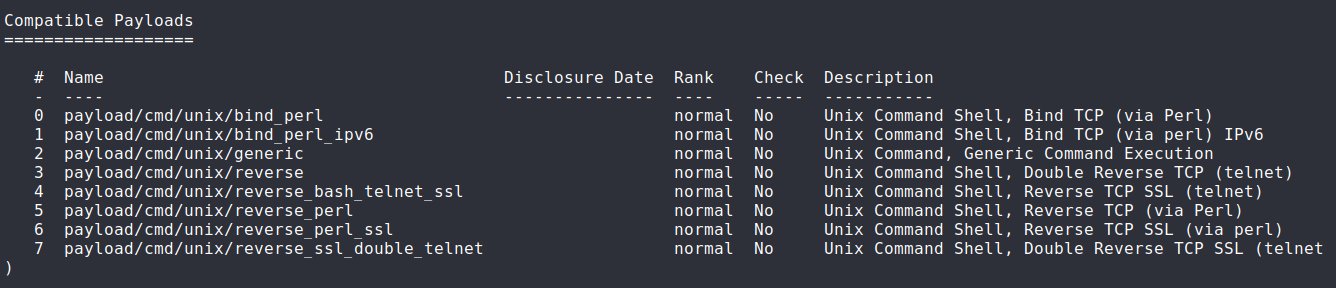 Compatible Payloads
===================
   #  Name                                        Disclosure Date  Rank    Check  Description
   -  ----                                        ---------------  ----    -----  -----------
   0  payload/cmd/unix/bind_perl                                   normal  No     Unix Command Shell, Bind TCP (via Perl)
   1  payload/cmd/unix/bind_perl_ipv6                              normal  No     Unix Command Shell, Bind TCP (via perl) IPv6
   2  payload/cmd/unix/generic                                     normal  No     Unix Command, Generic Command Execution
   3  payload/cmd/unix/reverse                                     normal  No     Unix Command Shell, Double Reverse TCP (telnet)
   4  payload/cmd/unix/reverse_bash_telnet_ssl                     normal  No     Unix Command Shell, Reverse TCP SSL (telnet)
   5  payload/cmd/unix/reverse_perl                                normal  No     Unix Command Shell, Reverse TCP (via Perl)
   6  payload/cmd/unix/reverse_perl_ssl                            normal  No     Unix Command Shell, Reverse TCP SSL (via perl)
   7  payload/cmd/unix/reverse_ssl_double_telnet                   normal  No     Unix Command Shell, Double Reverse TCP SSL (telnet
)